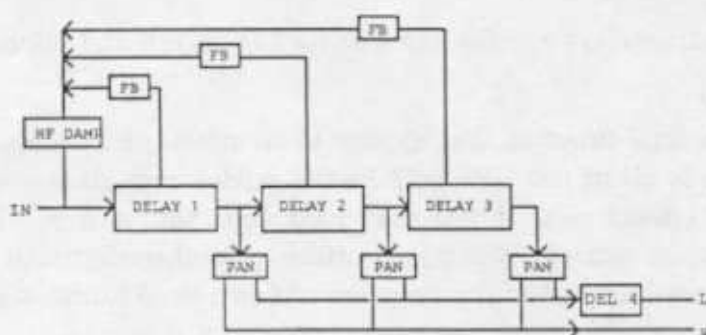 FB
FB
FB
HF DAMP
IN
DELAY 1
DELAY 2
DELAY 3
PAN
PAN
PAN
DEL 4
L